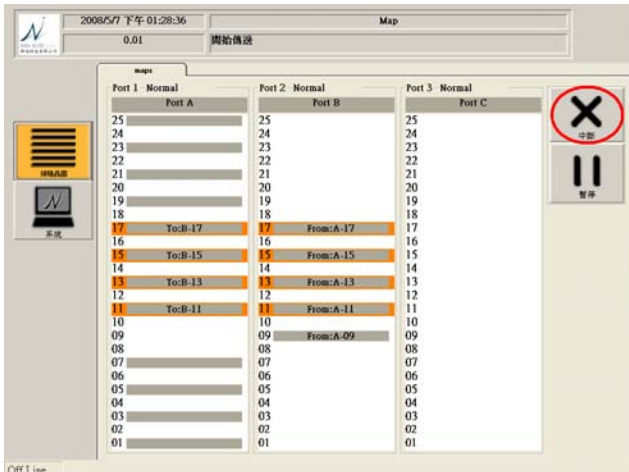 2008/5/7 下午 01:28:36
Map
0.01
開始傳送
maps
Port 1 Normal
Port 2 Normal
Port 3 Normal
Port A
Port B
Port C
25 25 25
24 24 24
23 23 23
22 22 22
21 21 21
20 20 20
19 19 19
18 18 18
17 To:B-17 17 From:A-17 17
16 16 16
15 To:B-15 15 From:A-15 15
14 14 14
13 To:B-13 13 From:A-13 13
12 12 12
11 To:B-11 11 From:A-11 11
10 10 10
09 09 From:A-09 09
08 08 08
07 07 07
06 06 06
05 05 05
04 04 04
03 03 03
02 02 02
01 01 01
系統
中斷
暫停
Off Line